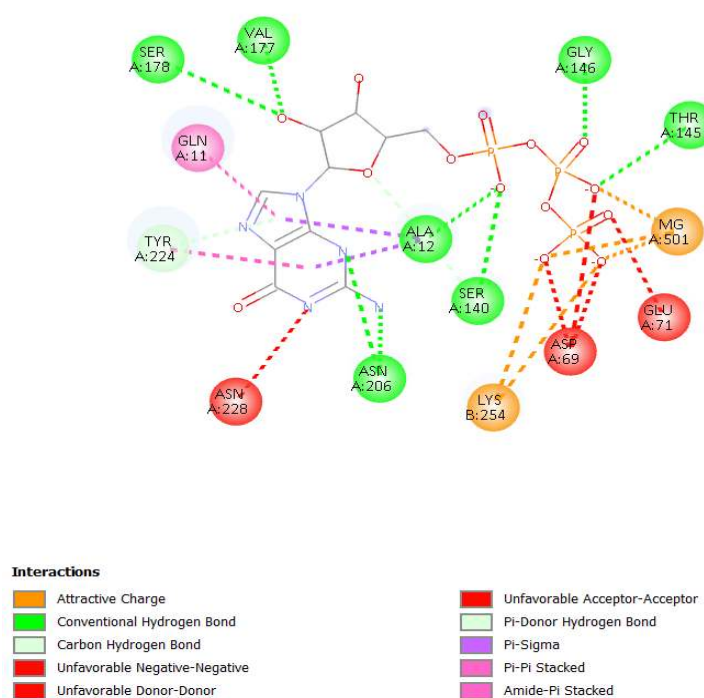 VAL
A:177
SER
A:178
GLY
A:146
THR
A:145
GLN
A:11
O
O
O
O
O
P
O
O
P
O
O-
O
O
P
O-
O-
O-
N
N
N
N
N
O
TYR
A:224
ALA
A:12
MG
A:501
SER
A:140
GLU
A:71
ASP
A:69
ASN
A:206
ASN
A:228
LYS
B:254
Interactions
Attractive Charge
Conventional Hydrogen Bond
Carbon Hydrogen Bond
Unfavorable Negative-Negative
Unfavorable Donor-Donor
Unfavorable Acceptor-Acceptor
Pi-Donor Hydrogen Bond
Pi-Sigma
Pi-Pi Stacked
Amide-Pi Stacked